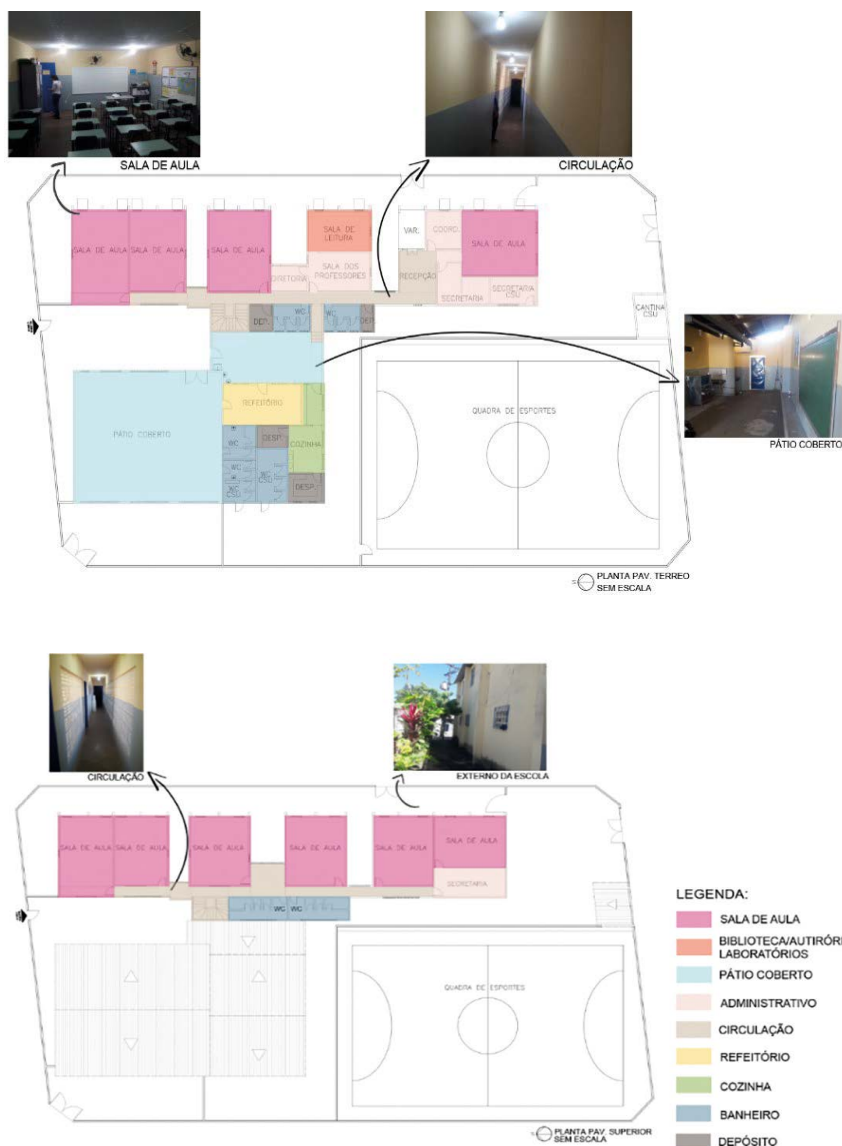 SALA DE AULA
CIRCULAÇÃO
SALA DE AULA
SALA DE AULA
SALA DE AULA
SALA DE
LEITURA
VAR.
COORD.
SALA DE AULA
DIRETORIA
SALA DOS
PROFESSORES
RECEPÇÃO
SECRETARIA
SECRETARIA
CSU
CANTINA
CSU
DEP.
WC
WC
DEP.
REFEITÓRIO
PÁTIO COBERTO
WC
DESP.
COZINHA
WC
WC
CSU
WC
CSU
DESP.
QUADRA DE ESPORTES
PÁTIO COBERTO
PLANTA PAV. TERREO
SEM ESCALA
CIRCULAÇÃO
EXTERNO DA ESCOLA
SALA DE AULA
SALA DE AULA
SALA DE AULA
SALA DE AULA
SALA DE AULA
SALA DE AULA
SECRETARIA
WC
WC
QUADRA DE ESPORTES
PLANTA PAV. SUPERIOR
SEM ESCALA
LEGENDA:
SALA DE AULA
BIBLIOTECA/AUTIRÓRI
LABORATÓRIOS
PÁTIO COBERTO
ADMINISTRATIVO
CIRCULAÇÃO
REFEITÓRIO
COZINHA
BANHEIRO
DEPÓSITO